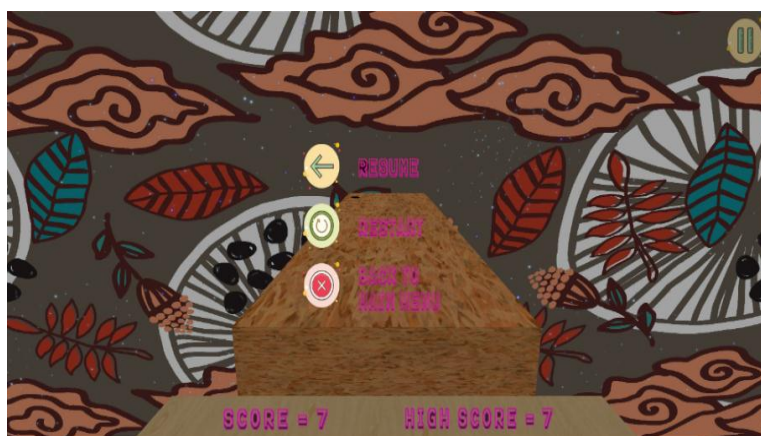 RESUME
RESTART
BACK TO
MAIN MENU
SCORE = 7
HIGH SCORE = 7